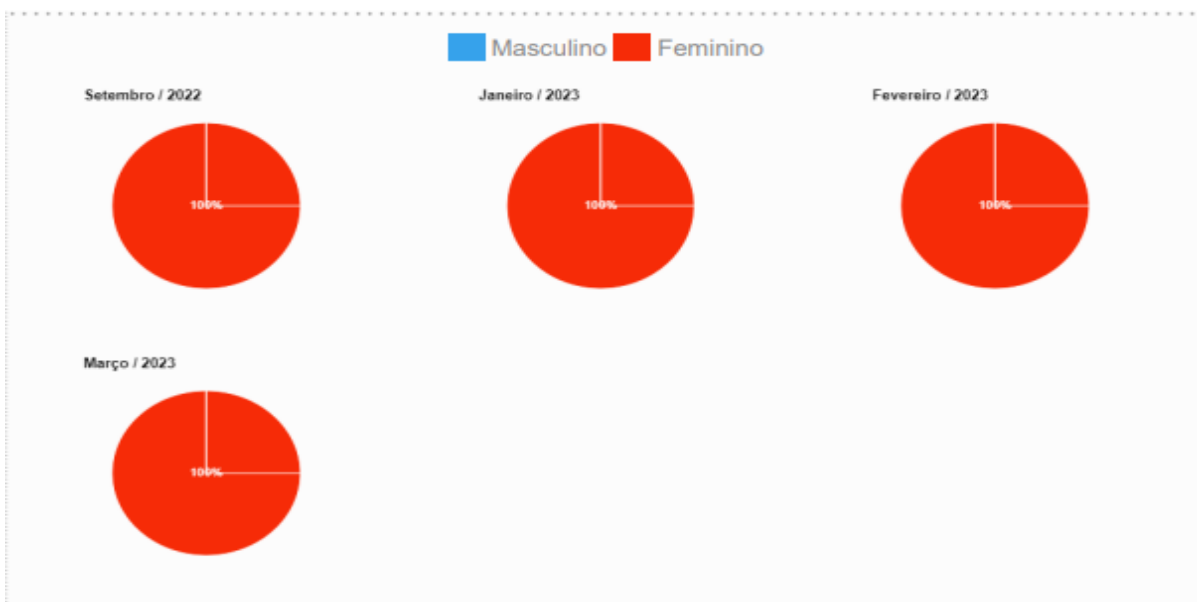 Masculino Feminino
Setembro / 2022 Janeiro / 2023 Fevereiro / 2023
100% 100% 100%
Março / 2023
100%